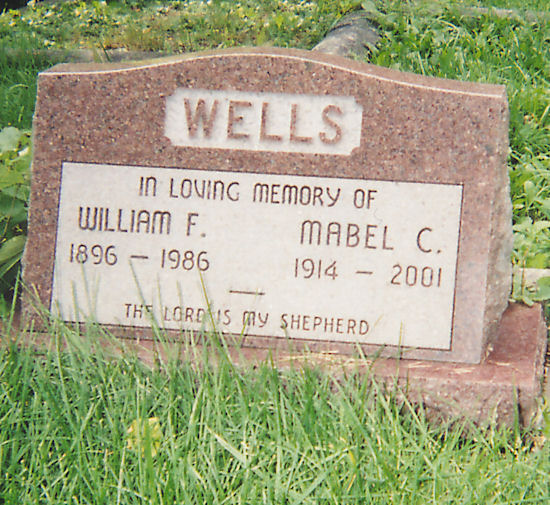 WELLS
IN LOVING MEMORY OF
WILLIAM F. MABEL C.
1896 – 1986 1914 – 2001
—
THE LORD IS MY SHEPHERD